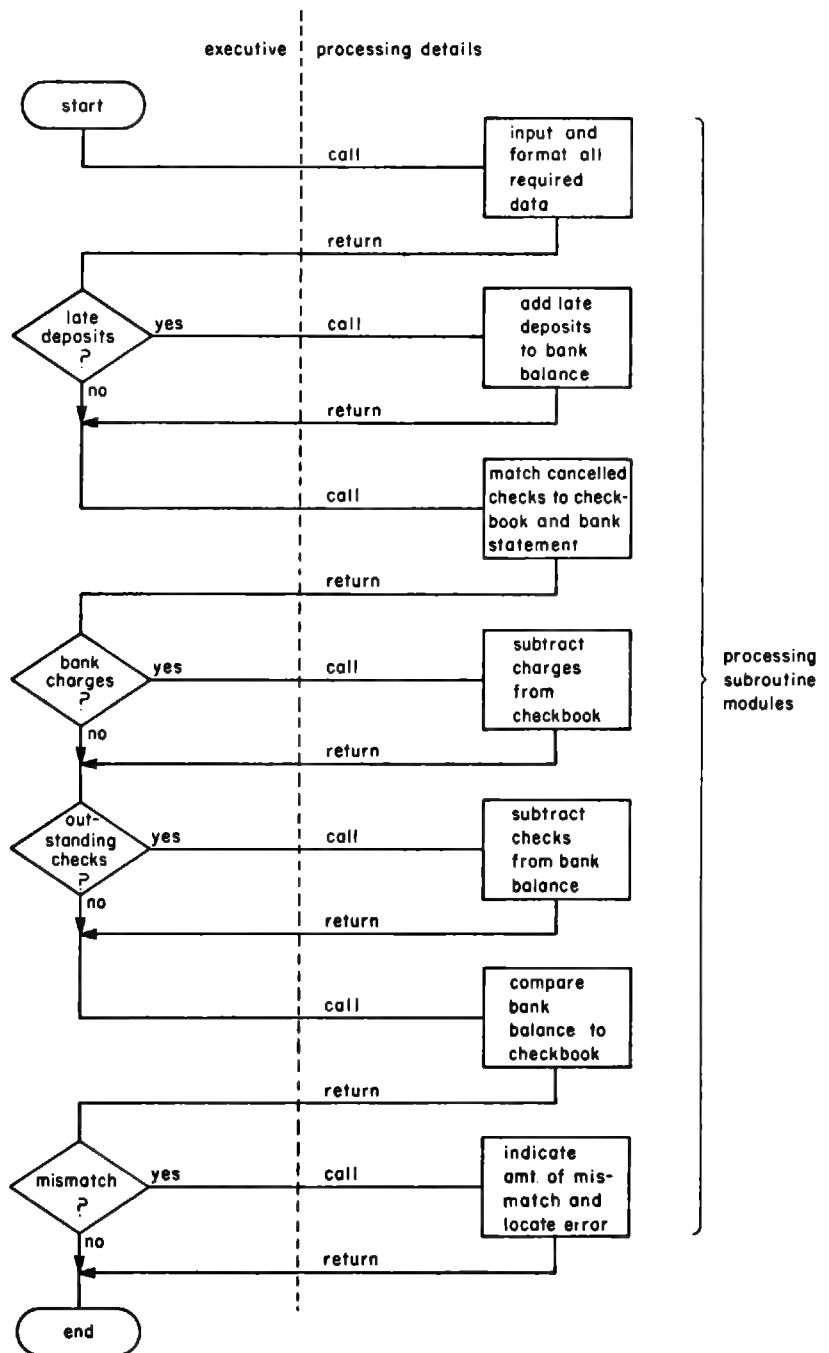 executive processing details
start
input and
format all
required
data
call
return
late
deposits
?
yes
call
add late
deposits
to bank
balance
no
return
match cancelled
checks to check-
book and bank
statement
call
return
bank
charges
?
yes
call
subtract
charges
from
checkbook
processing
subroutine
modules
no
return
out-
standing
checks
?
yes
call
subtract
checks
from bank
balance
no
return
compare
bank
balance to
checkbook
call
return
mismatch
?
yes
call
indicate
amt. of mis-
match and
locate error
no
return
end